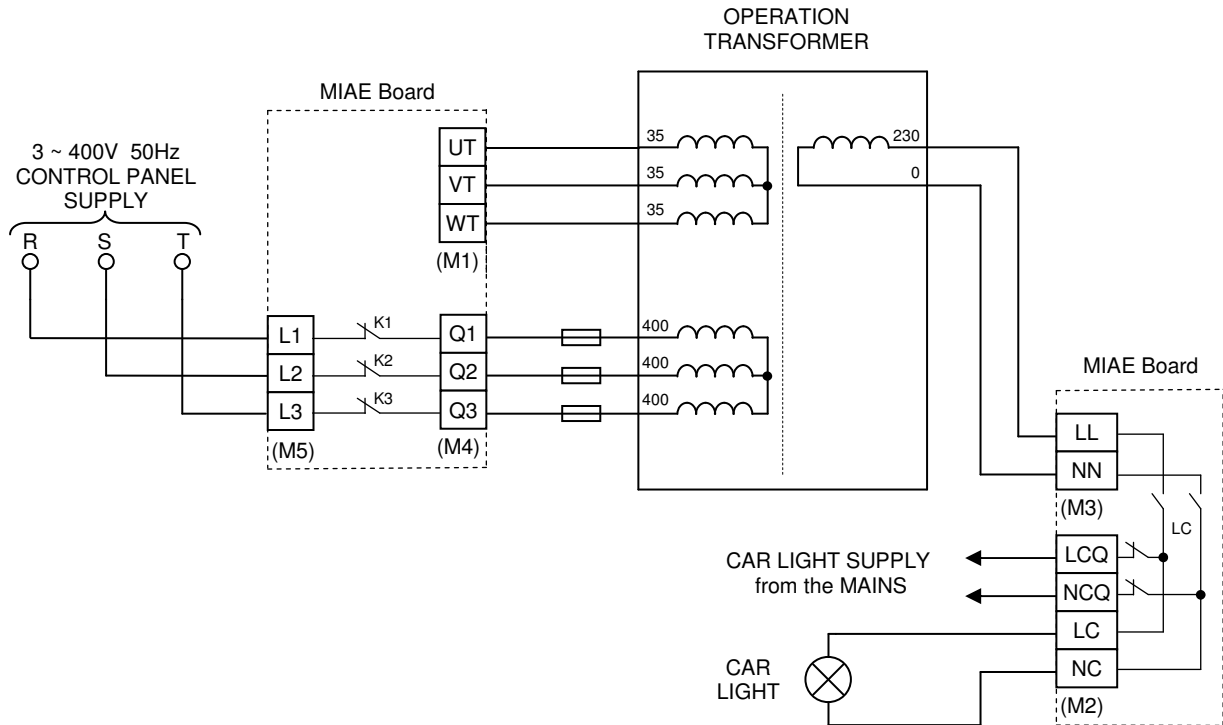 OPERATION
TRANSFORMER
MIAE Board
3 ~ 400V 50Hz
CONTROL PANEL
SUPPLY
R S T
UT
VT
WT
(M1)
35
35
35
230
0
L1 K1 Q1
L2 K2 Q2
L3 K3 Q3
(M5) (M4)
400
400
400
MIAE Board
LL
NN
(M3)
LC
CAR LIGHT SUPPLY
from the MAINS
LCQ
NCQ
LC
NC
(M2)
CAR
LIGHT